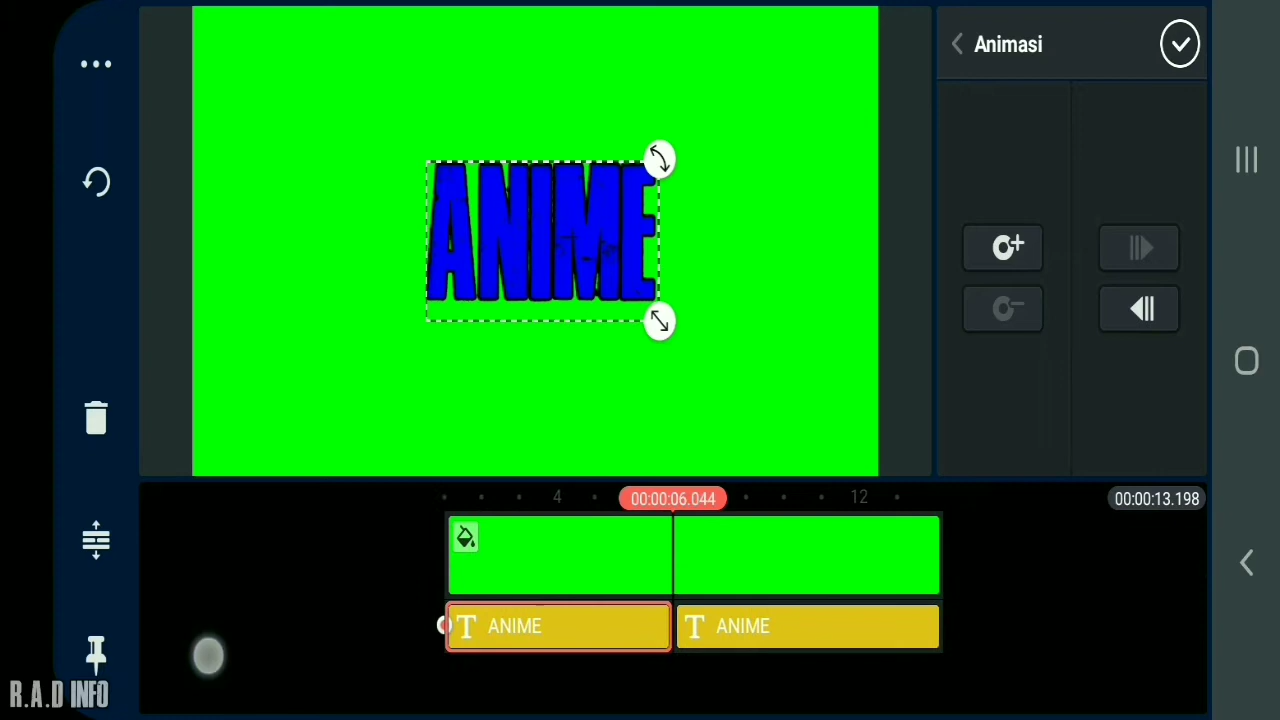 Animasi
ANIME
4
00:00:06.044
12
00:00:13.198
T ANIME
T ANIME
R.A.D INFO